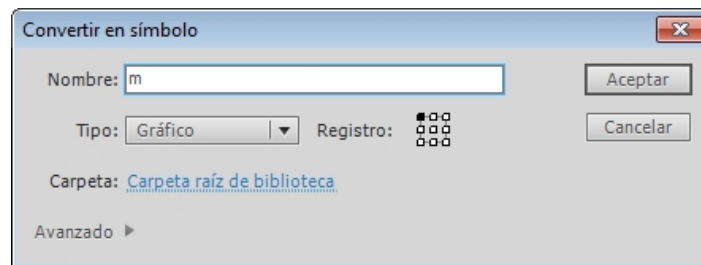 Convertir en símbolo
Nombre: m
Aceptar
Tipo: Gráfico Registro:
Cancelar
Carpeta: Carpeta raíz de biblioteca
Avanzado